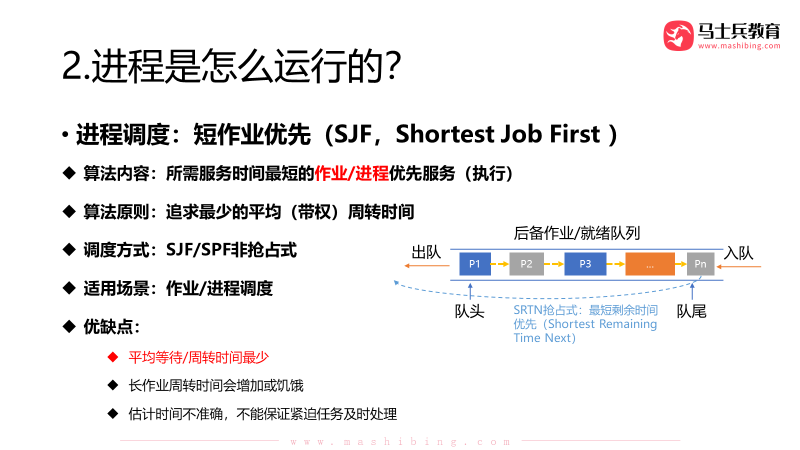 马士兵教育
www.mashibing.com
2.进程是怎么运行的？
• 进程调度：短作业优先（SJF，Shortest Job First ）
◆ 算法内容：所需服务时间最短的作业/进程优先服务（执行）
◆ 算法原则：追求最少的平均（带权）周转时间
◆ 调度方式：SJF/SPF非抢占式
◆ 适用场景：作业/进程调度
◆ 优缺点：
◆ 平均等待/周转时间最少
◆ 长作业周转时间会增加或饥饿
◆ 估计时间不准确，不能保证紧迫任务及时处理
后备作业/就绪队列
出队
P1
P2
P3
...
Pn
入队
队头
SRTN抢占式：最短剩余时间
优先（Shortest Remaining
Time Next）
队尾
www.mashibing.com